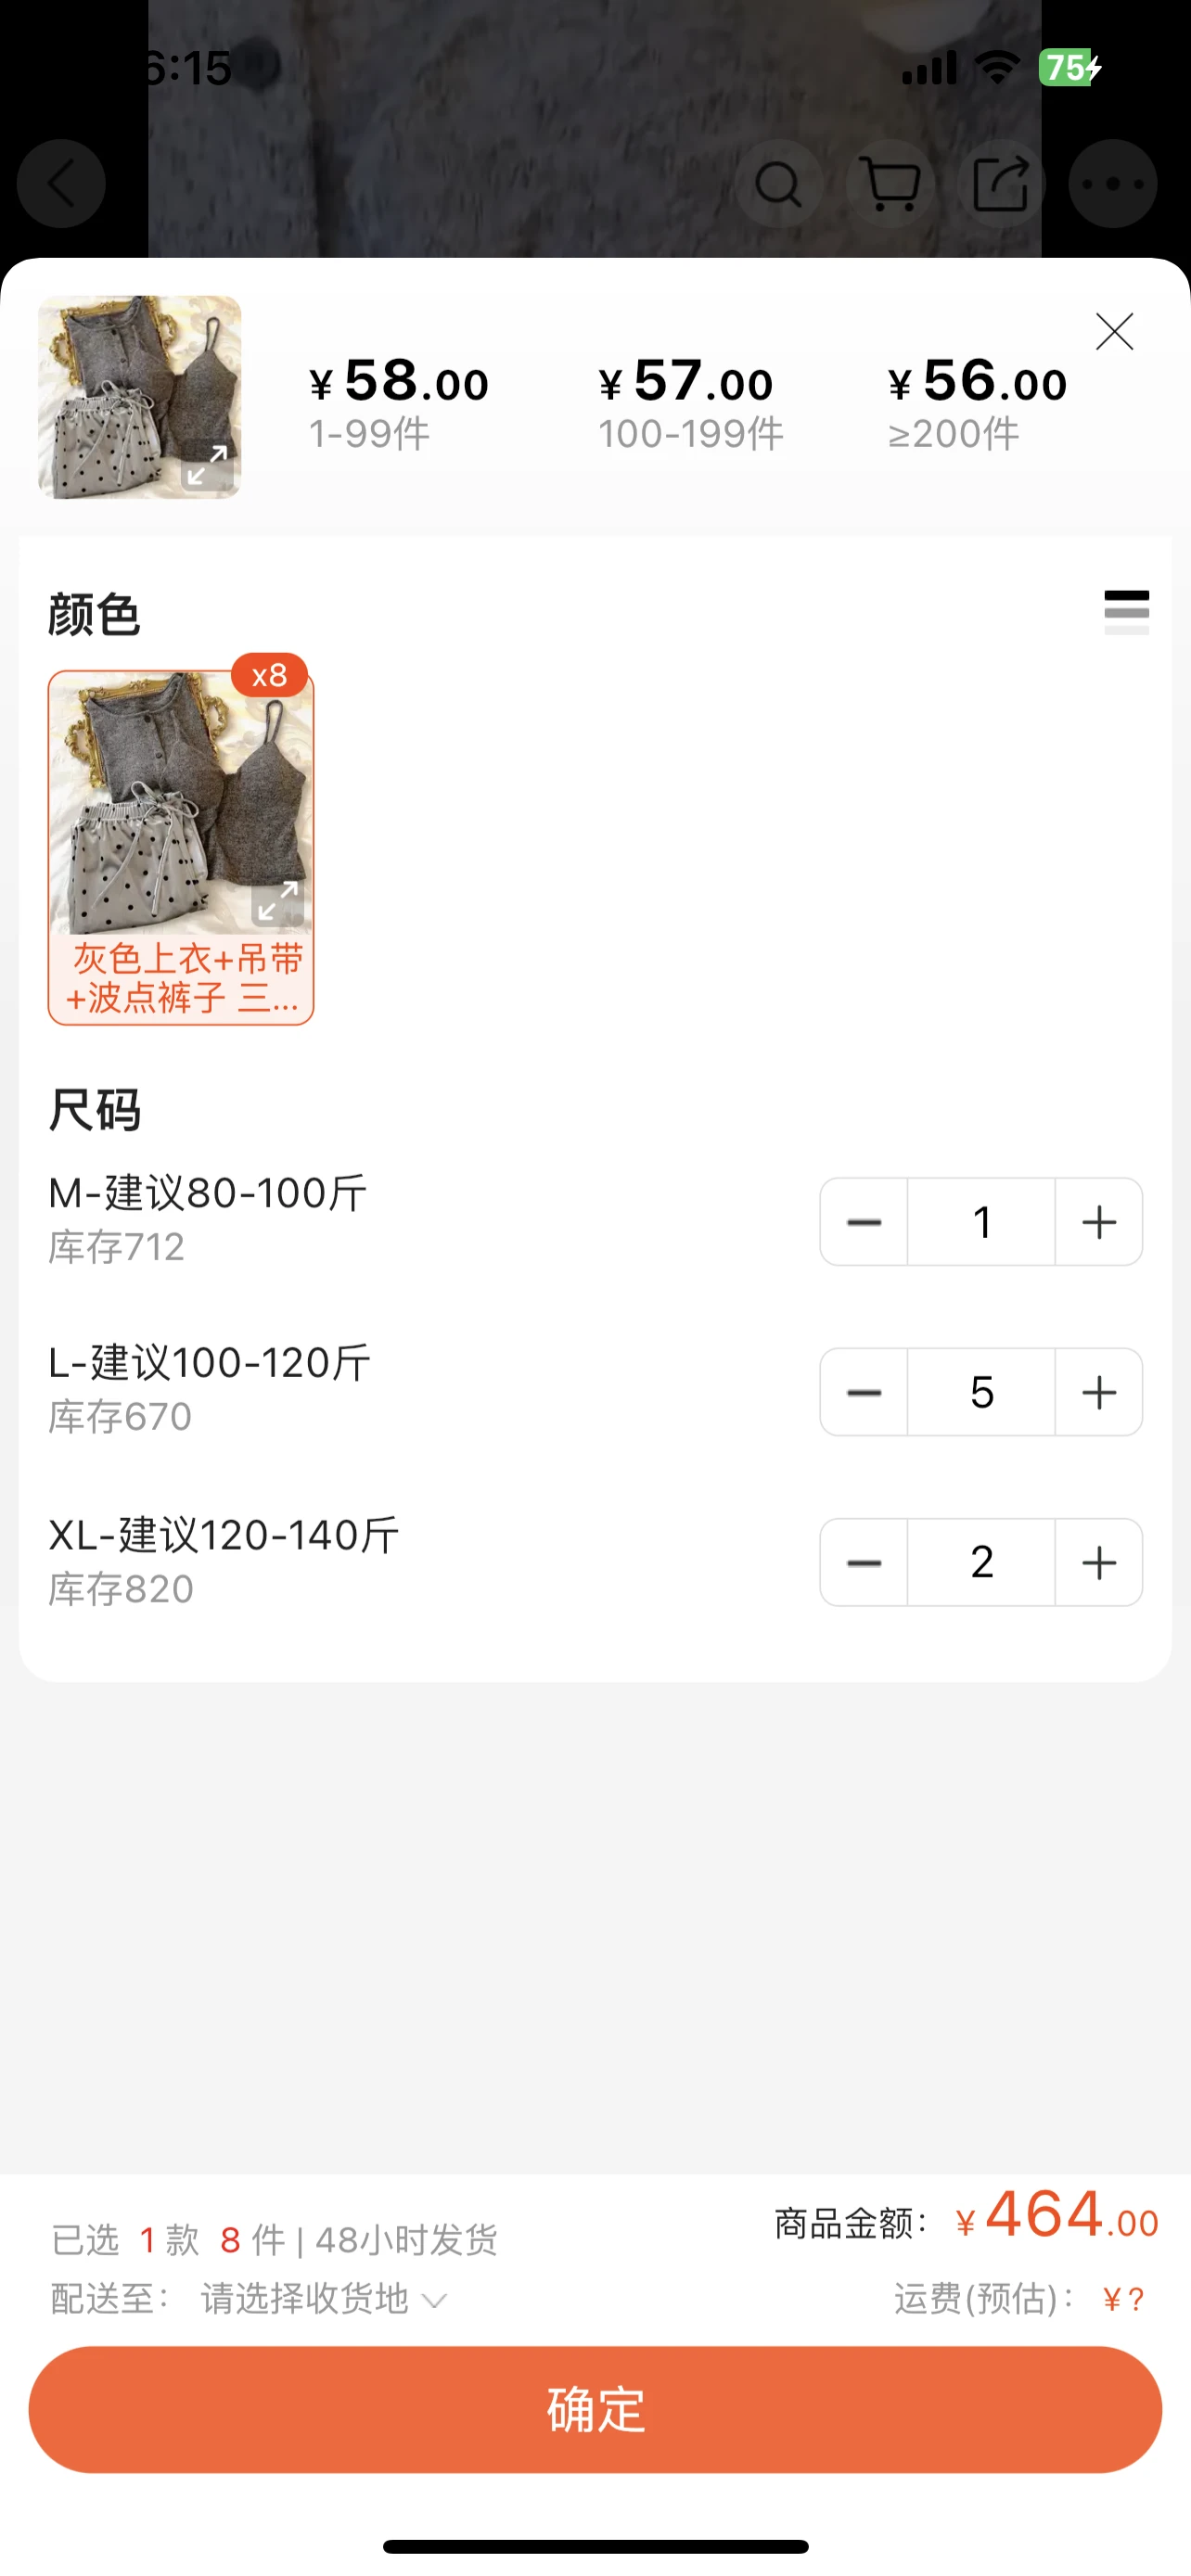 6:15
75
¥58.00 ¥57.00 ¥56.00
1-99件 100-199件 ≥200件
颜色
x8
灰色上衣+吊带
+波点裤子 三...
尺码
M-建议80-100斤
库存712
1
L-建议100-120斤
库存670
5
XL-建议120-140斤
库存820
2
已选 1 款 8 件 | 48小时发货
商品金额: ¥464.00
配送至: 请选择收货地
运费(预估): ¥?
确定